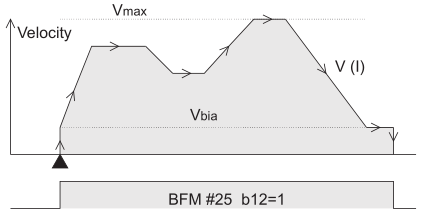 Vmax
Velocity
V (I)
Vbia
BFM #25 b12=1